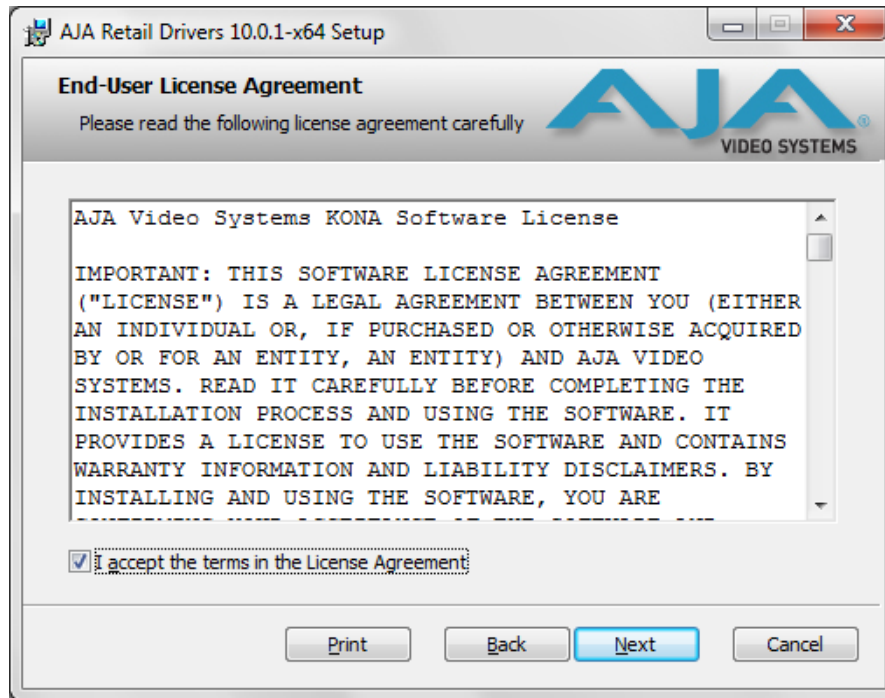 AJA Retail Drivers 10.0.1-x64 Setup
End-User License Agreement
Please read the following license agreement carefully
AJA®
VIDEO SYSTEMS
AJA Video Systems KONA Software License
IMPORTANT: THIS SOFTWARE LICENSE AGREEMENT
("LICENSE") IS A LEGAL AGREEMENT BETWEEN YOU (EITHER
AN INDIVIDUAL OR, IF PURCHASED OR OTHERWISE ACQUIRED
BY OR FOR AN ENTITY, AN ENTITY) AND AJA VIDEO
SYSTEMS. READ IT CAREFULLY BEFORE COMPLETING THE
INSTALLATION PROCESS AND USING THE SOFTWARE. IT
PROVIDES A LICENSE TO USE THE SOFTWARE AND CONTAINS
WARRANTY INFORMATION AND LIABILITY DISCLAIMERS. BY
INSTALLING AND USING THE SOFTWARE, YOU ARE
I accept the terms in the License Agreement
Print Back Next Cancel